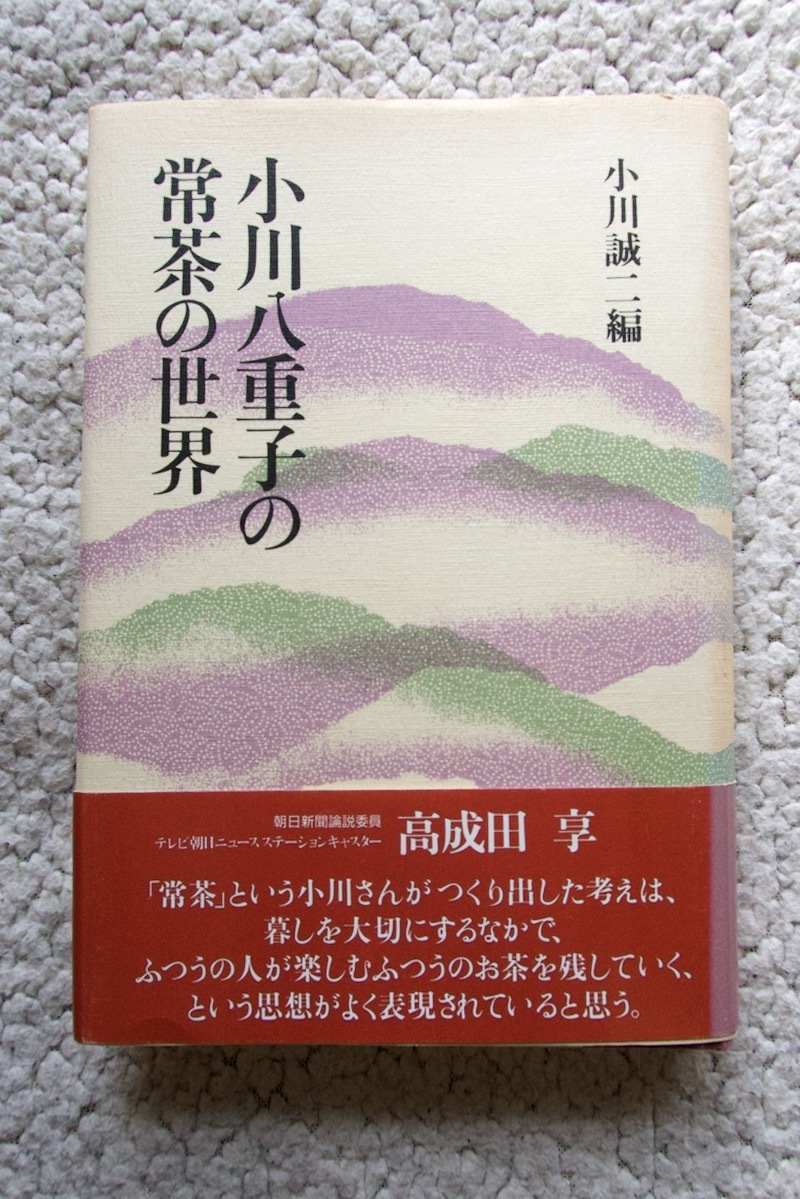 小川誠二編
小川八重子の
常茶の世界
朝日新聞論説委員
テレビ朝日ニュースステーションキャスター
高成田 享
「常茶」という小川さんがつくり出した考えは、
暮しを大切にするなかで、
ふつうの人が楽しむふつうのお茶を残していく、
という思想がよく表現されていると思う。